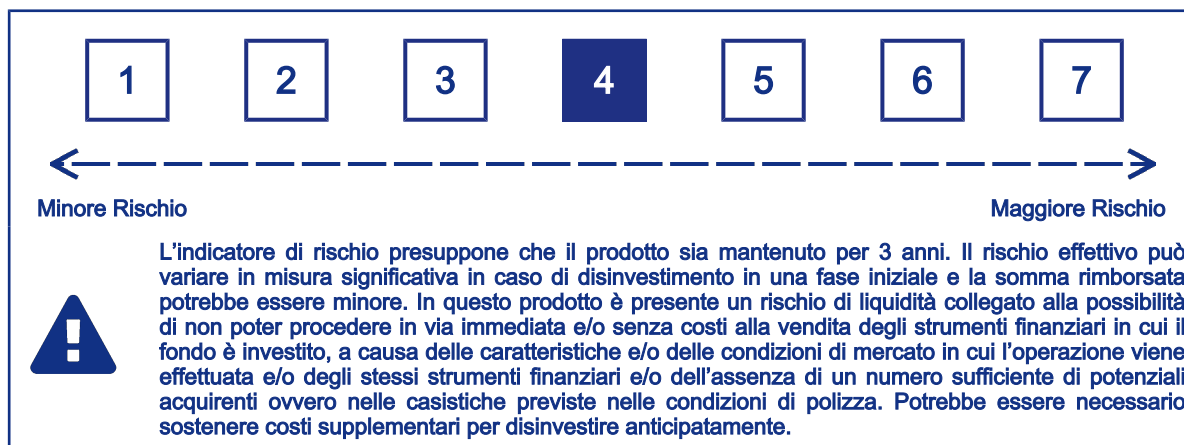 1 2 3 4 5 6 7
Minore Rischio Maggiore Rischio
L'indicatore di rischio presuppone che il prodotto sia mantenuto per 3 anni. Il rischio effettivo può
variare in misura significativa in caso di disinvestimento in una fase iniziale e la somma rimborsata
potrebbe essere minore. In questo prodotto è presente un rischio di liquidità collegato alla possibilità
di non poter procedere in via immediata e/o senza costi alla vendita degli strumenti finanziari in cui il
fondo è investito, a causa delle caratteristiche e/o delle condizioni di mercato in cui l'operazione viene
effettuata e/o degli stessi strumenti finanziari e/o dell'assenza di un numero sufficiente di potenziali
acquirenti ovvero nelle casistiche previste nelle condizioni di polizza. Potrebbe essere necessario
sostenere costi supplementari per disinvestire anticipatamente.